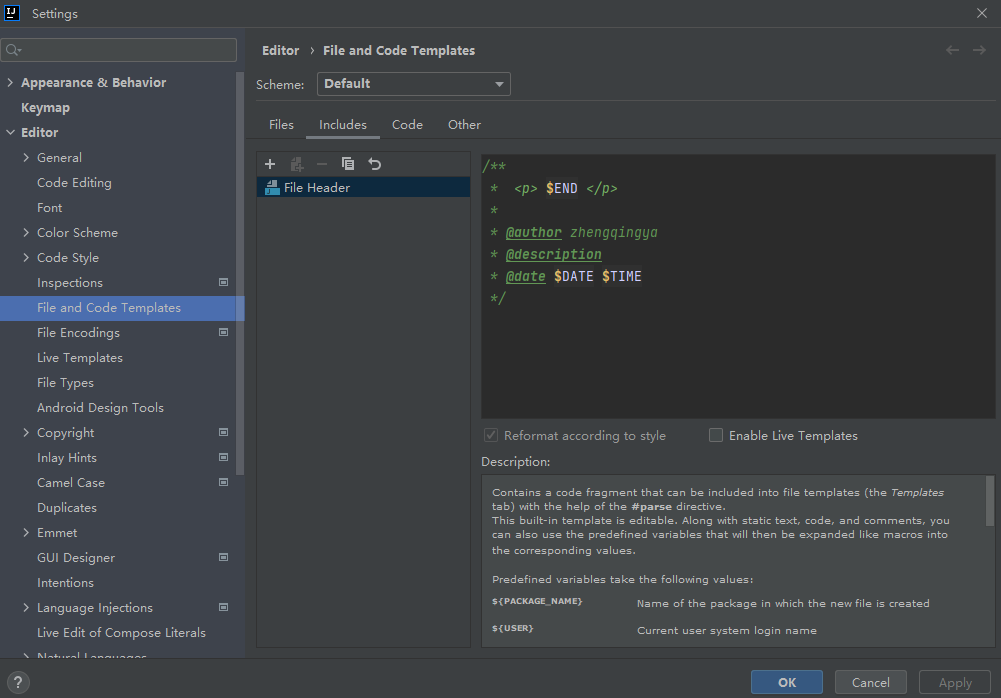 Settings
Editor › File and Code Templates
Scheme: Default
Files Includes Code Other
Appearance & Behavior
Keymap
Editor
General
Code Editing
Font
Color Scheme
Code Style
Inspections
File and Code Templates
File Encodings
Live Templates
File Types
Android Design Tools
Copyright
Inlay Hints
Camel Case
Duplicates
Emmet
GUI Designer
Intentions
Language Injections
Live Edit of Compose Literals
Natural Languages
File Header
/**
 *  <p> $END </p>
 *
 * @author zhengqingya
 * @description
 * @date $DATE $TIME
 */
Reformat according to style
Enable Live Templates
Description:
Contains a code fragment that can be included into file templates (the Templates
tab) with the help of the #parse directive.
This built-in template is editable. Along with static text, code, and comments, you
can also use the predefined variables that will then be expanded like macros into
the corresponding values.
Predefined variables take the following values:
${PACKAGE_NAME} Name of the package in which the new file is created
${USER} Current user system login name
?
OK Cancel Apply